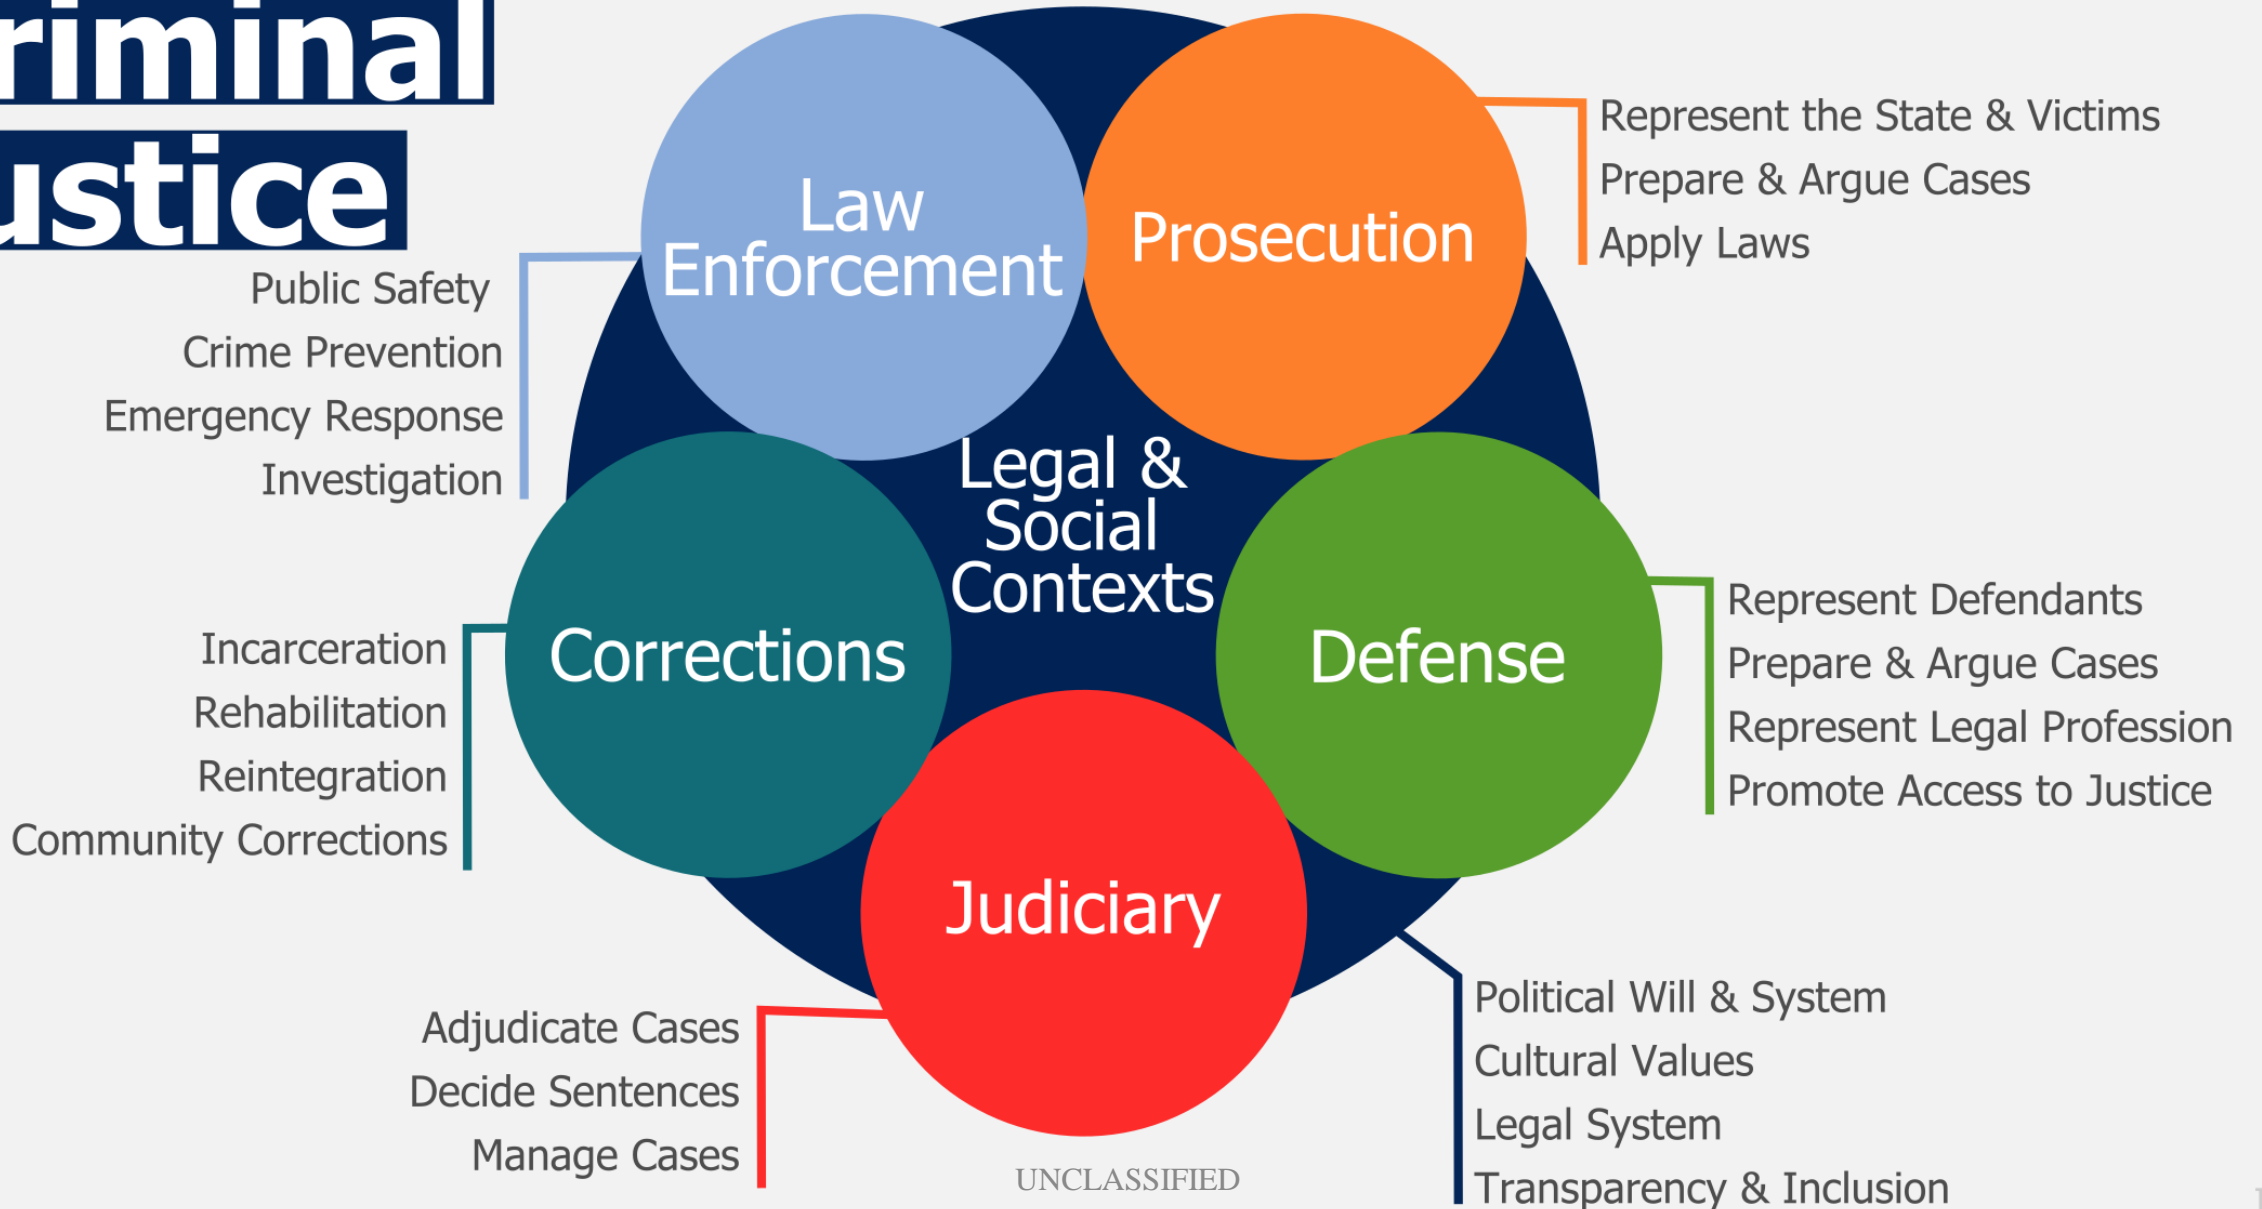 riminal
ustice
Law
Enforcement
Prosecution
Represent the State & Victims
Prepare & Argue Cases
Apply Laws
Public Safety
Crime Prevention
Emergency Response
Investigation
Legal &
Social
Contexts
Corrections
Defense
Incarceration
Rehabilitation
Reintegration
Community Corrections
Represent Defendants
Prepare & Argue Cases
Represent Legal Profession
Promote Access to Justice
Judiciary
Adjudicate Cases
Decide Sentences
Manage Cases
Political Will & System
Cultural Values
Legal System
Transparency & Inclusion
UNCLASSIFIED